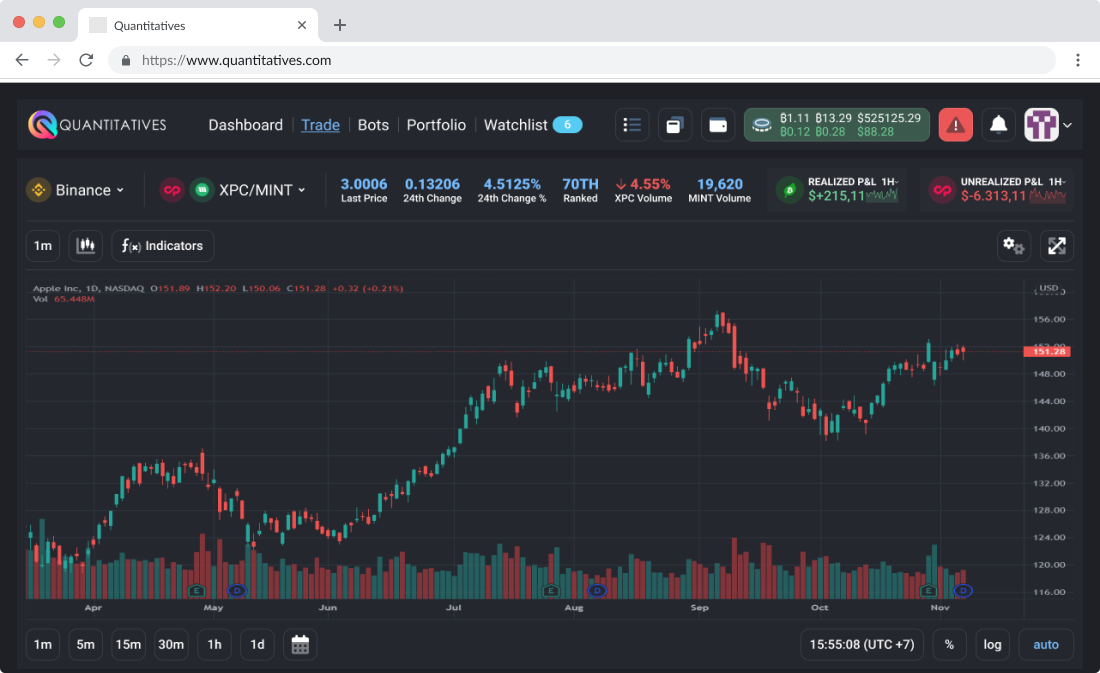 Quantitatives
https://www.quantitatives.com
QUANTITATIVES Dashboard Trade Bots Portfolio Watchlist 6
฿1.11 ฿13.29 $525125.29
฿0.12 ฿0.28 $88.28
Binance XPC/MINT
3.0006 0.13206 4.5125% 70TH 4.55% 19,620
Last Price 24th Change 24th Change % Ranked XPC Volume MINT Volume
REALIZED P&L 1H
$+215,11
UNREALIZED P&L 1H
$-6.313,11
1m f(x) Indicators
Apple Inc, 1D, NASDAQ O151.89 H152.20 L150.06 C151.28 +0.32 (+0.21%)
Vol 65.448M
USD
156.00
151.28
148.00
144.00
140.00
136.00
132.00
128.00
124.00
120.00
116.00
E D E D E D
Apr May Jun Jul Aug Sep Oct Nov
1m 5m 15m 30m 1h 1d 15:55:08 (UTC +7) % log auto